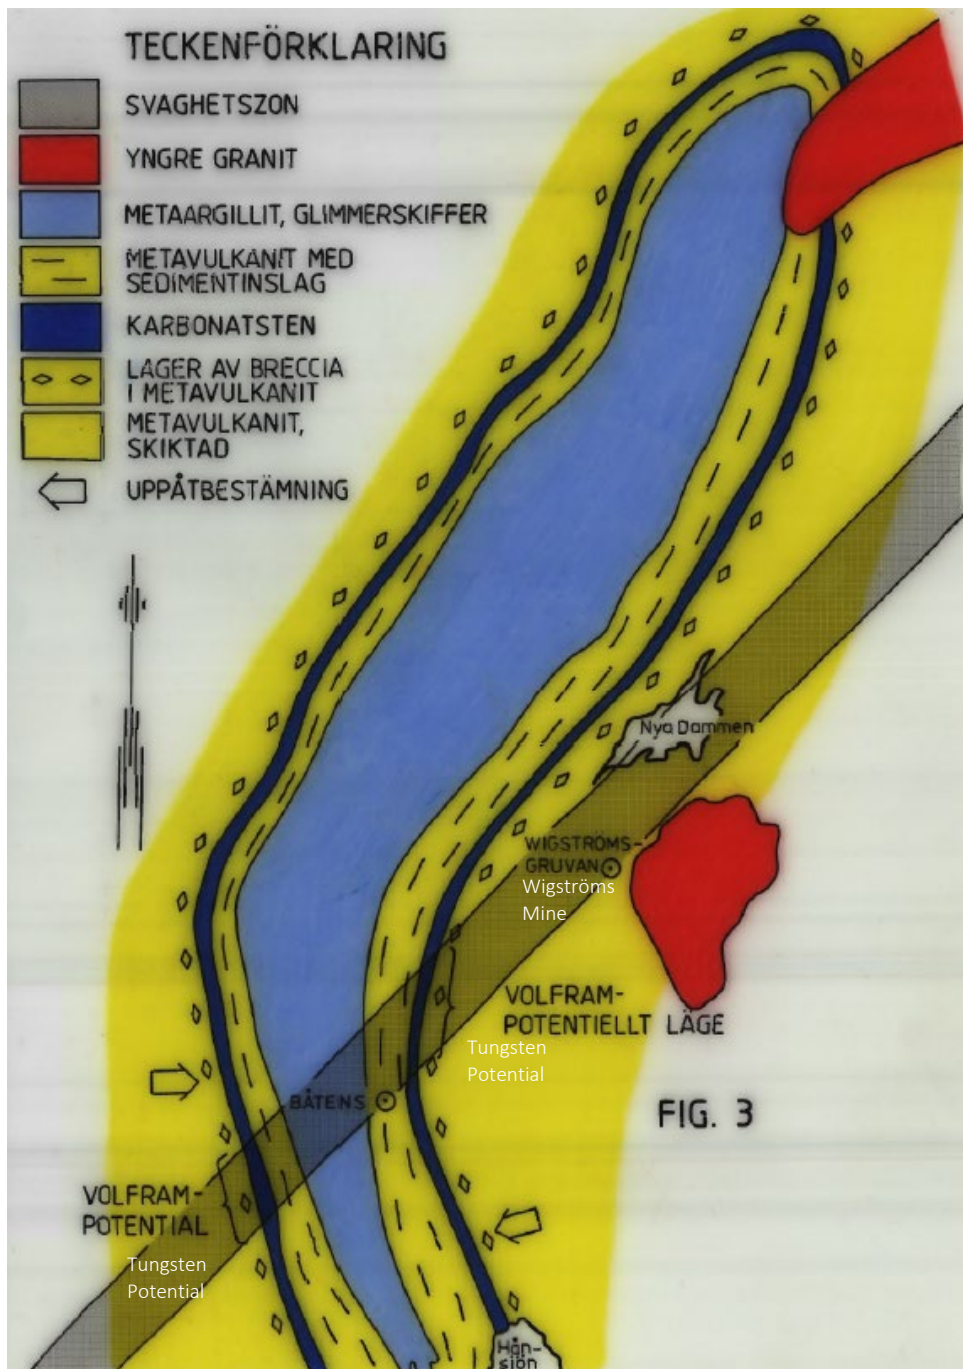 TECKENFÖRKLARING
SVAGHETSZON
YNGRE GRANIT
METAARGILLIT, GLIMMERSKIFFER
METAVULKANIT MED
SEDIMENTINSLAG
KARBONATSTEN
LAGER AV BRECCIA
I METAVULKANIT
METAVULKANIT,
SKIKTAD
UPPÅTBESTÄMNING
Nya Dammen
WIGSTRÖMS-
GRUVAN
Wigströms
Mine
VOLFRAM-
POTENTIELLT LÄGE
Tungsten
Potential
BÅTENS
FIG. 3
VOLFRAM-
POTENTIAL
Tungsten
Potential
Hån-
sjön